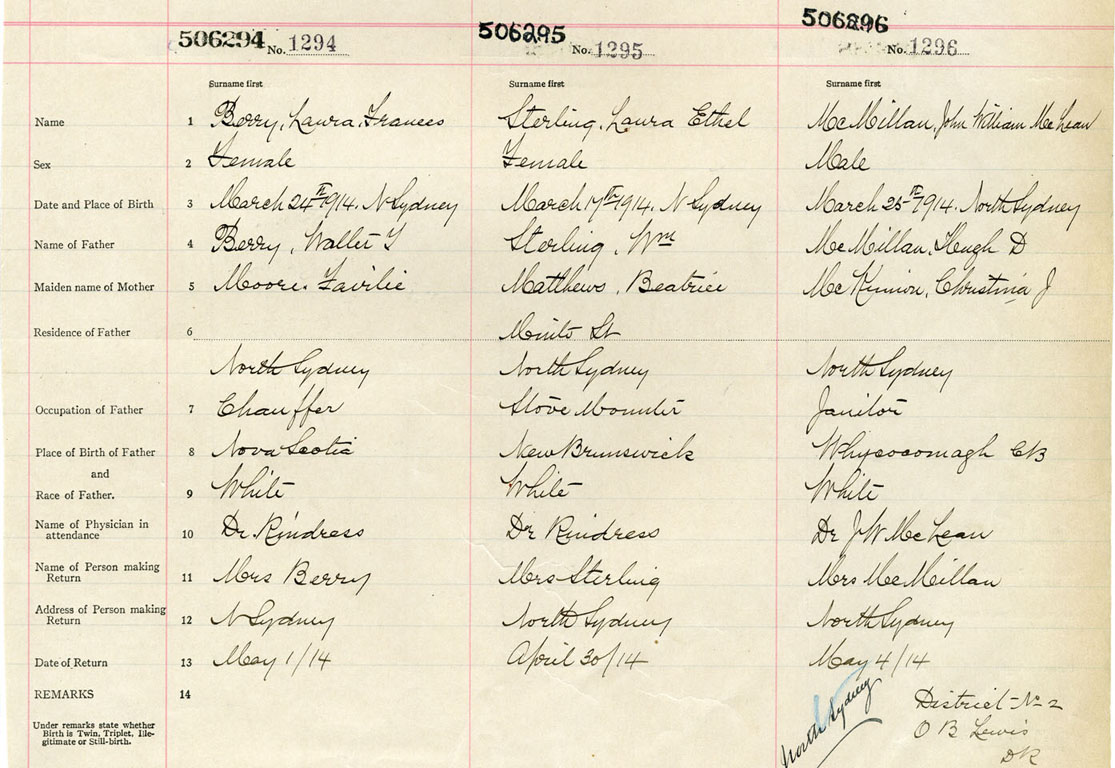 506294 No. 1294 506295 No. 1295 506296 No. 1296
Surname first Surname first Surname first
Name 1 Berry, Laura, Frances Sterling, Laura Ethel McMillan, John William McLean
Sex 2 Female Female Male
Date and Place of Birth 3 March 24th 1914. N Sydney March 17th 1914. N Sydney March 25th 1914. North Sydney
Name of Father 4 Berry, Walter T Sterling, Wm McMillan, Hugh D
Maiden name of Mother 5 Moore. Matthews, Beatrice McKinnon, Christina J
Residence of Father 6 Minto St
North Sydney North Sydney North Sydney
Occupation of Father 7 Chauffer Stove Mounter Janitor
Place of Birth of Father 8 Nova Scotia New Brunswick Whycocomagh CB
and
Race of Father. 9 White White White
Name of Physician in attendance 10 Dr. Rindress Dr Rindress Dr J W McLean
Name of Person making Return 11 Mrs Berry Mrs Sterling Mrs McMillan
Address of Person making Return 12 N Sydney North Sydney North Sydney
Date of Return 13 May 1/14 April 30/14 May 4/14
REMARKS 14
Under remarks state whether
Birth is Twin, Triplet, Ille-
gitimate or Still-birth.
North Sydney
District No 2
O B Lewis
DR